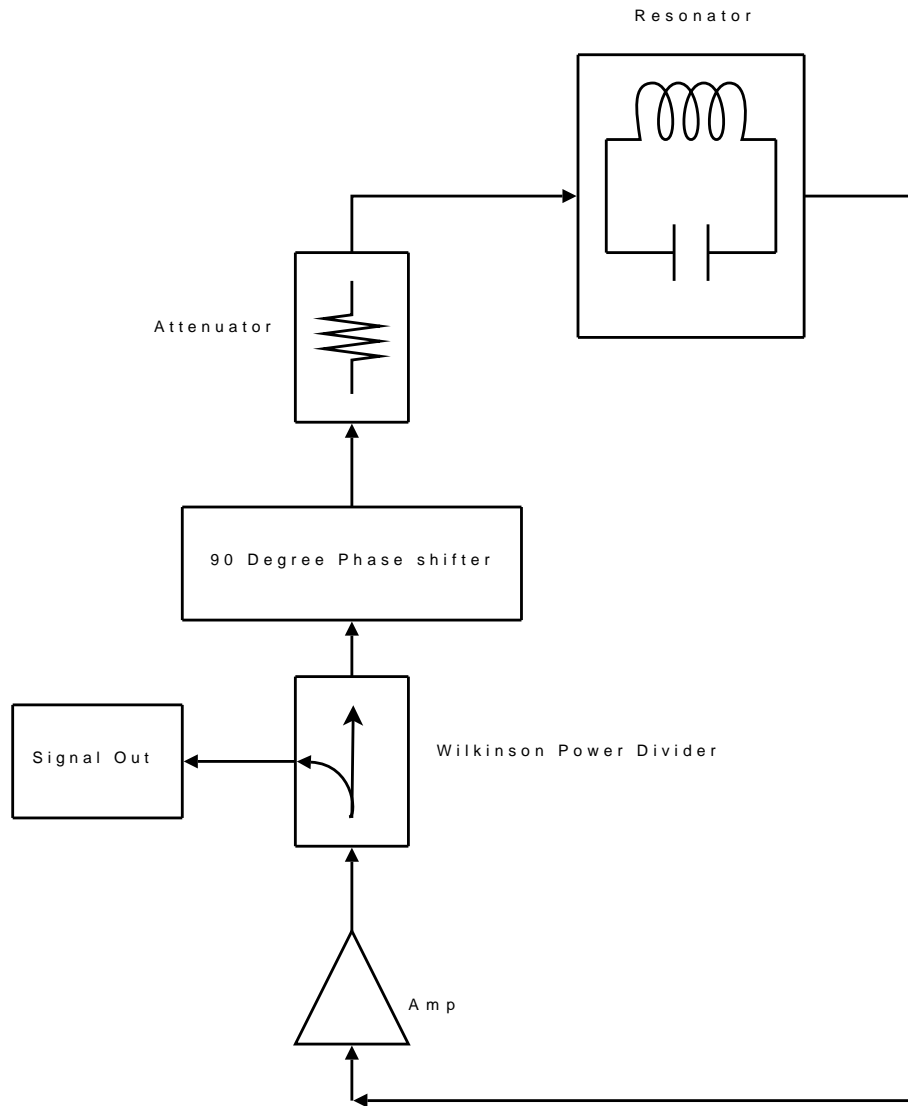 Resonator
Attenuator
90 Degree Phase shifter
Signal Out
Wilkinson Power Divider
Amp